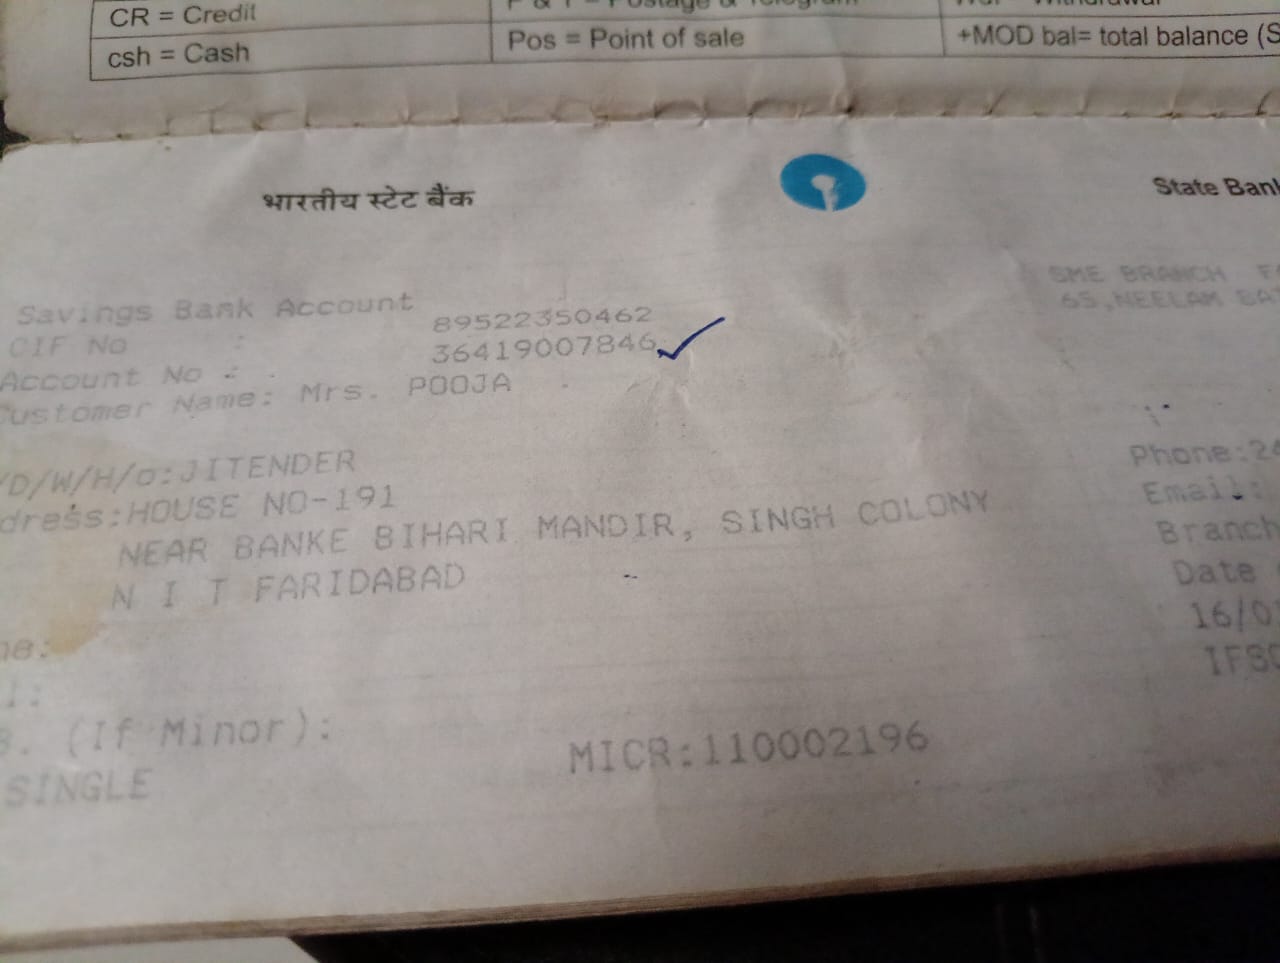 CR = Credit
csh = Cash
Pos = Point of sale
+MOD bal= total balance (S
भारतीय स्टेट बैंक
State Bank
Savings Bank Account
CIF No : 89522350462
Account No : 36419007846
Customer Name: Mrs. POOJA
/D/W/H/o:JITENDER
dress:HOUSE NO-191
NEAR BANKE BIHARI MANDIR, SINGH COLONY
N I T FARIDABAD
SME BRANCH
65,NEELAM
Phone:24
Email:
Branch
Date
16/0
IFSC
(If Minor):
SINGLE
MICR:110002196